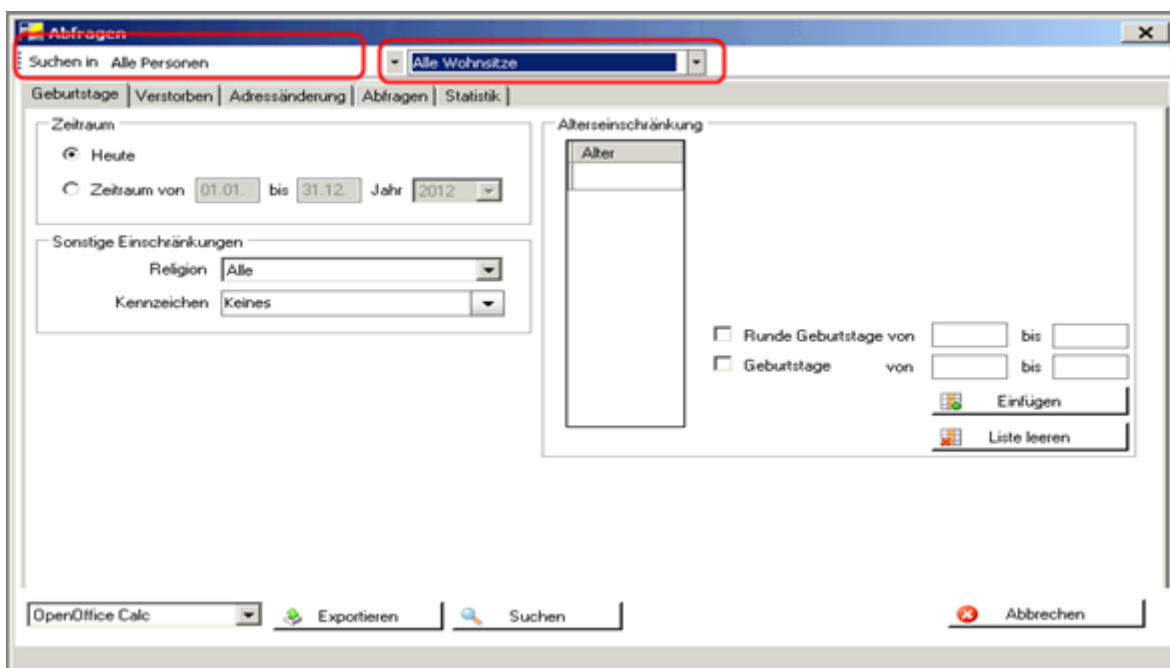 Abfragen
Suchen in Alle Personen Alle Wohnsitze
Geburtstage Verstorben Adressänderung Abfragen Statistik
Zeitraum
Heute
Zeitraum von 01.01. bis 31.12. Jahr 2012
Sonstige Einschränkungen
Religion Alle
Kennzeichen Keines
Alterseinschränkung
Alter
Runde Geburtstage von bis
Geburtstage von bis
Einfügen
Liste leeren
OpenOffice Calc Exportieren Suchen Abbrechen